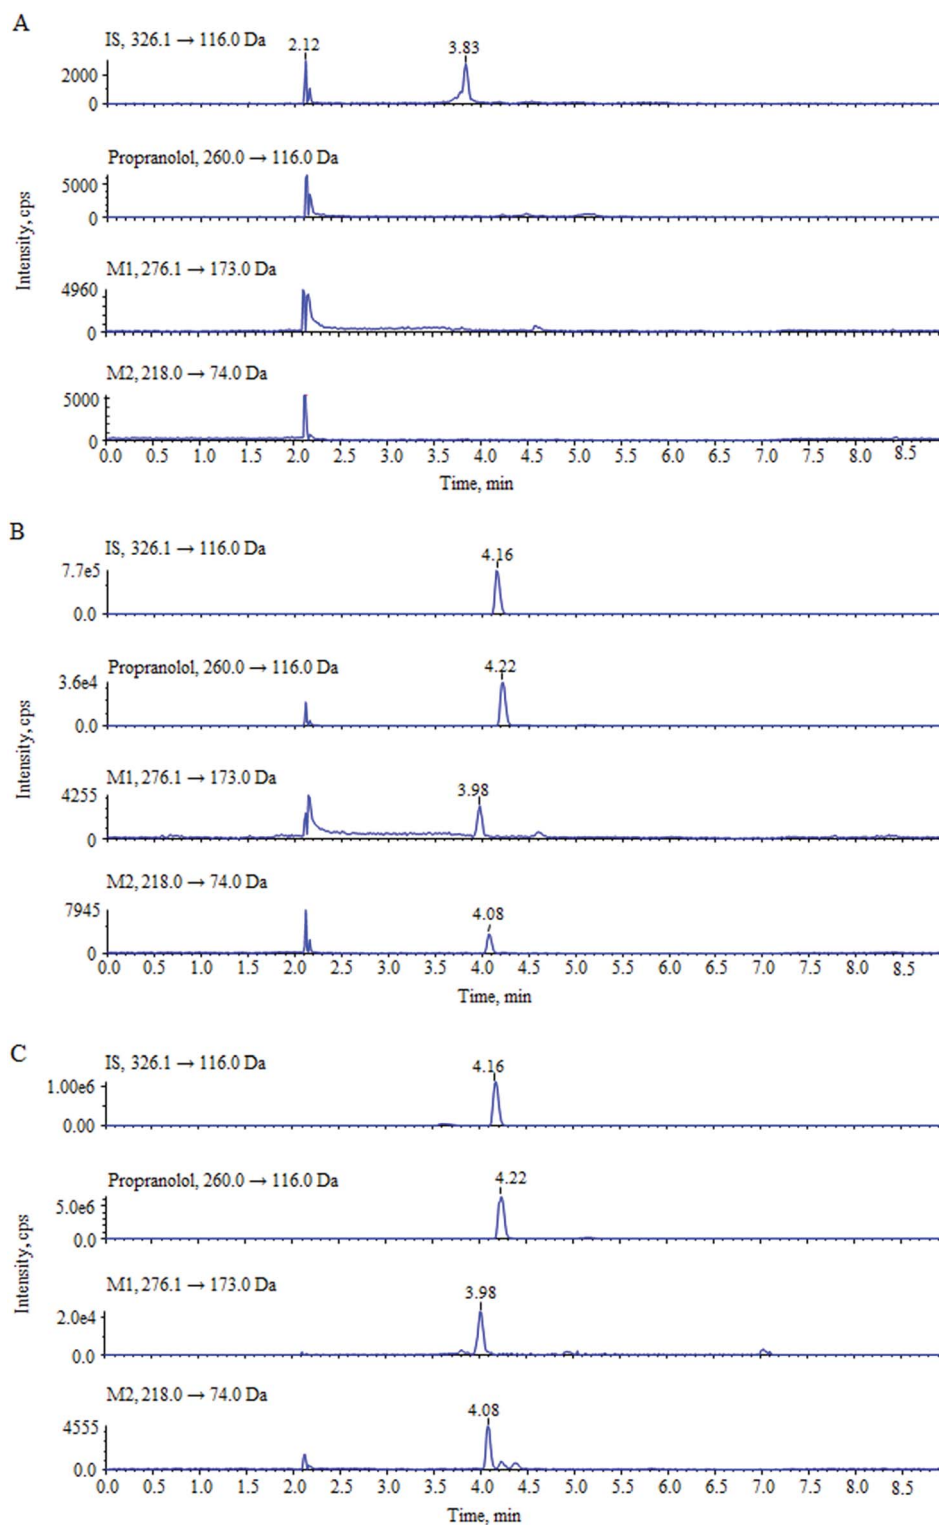 A
IS, 326.1 → 116.0 Da
2.12
3.83
2000
0
Propranolol, 260.0 → 116.0 Da
5000
0
M1, 276.1 → 173.0 Da
4960
0
M2, 218.0 → 74.0 Da
5000
0
Intensity, cps
0.0 0.5 1.0 1.5 2.0 2.5 3.0 3.5 4.0 4.5 5.0 5.5 6.0 6.5 7.0 7.5 8.0 8.5
Time, min
B
IS, 326.1 → 116.0 Da
4.16
7.7e5
0.0
Propranolol, 260.0 → 116.0 Da
4.22
3.6e4
0.0
M1, 276.1 → 173.0 Da
3.98
4255
0
M2, 218.0 → 74.0 Da
4.08
7945
0
Intensity, cps
0.0 0.5 1.0 1.5 2.0 2.5 3.0 3.5 4.0 4.5 5.0 5.5 6.0 6.5 7.0 7.5 8.0 8.5
Time, min
C
IS, 326.1 → 116.0 Da
4.16
1.00e6
0.00
Propranolol, 260.0 → 116.0 Da
4.22
5.0e6
0.0
M1, 276.1 → 173.0 Da
3.98
2.0e4
0.0
M2, 218.0 → 74.0 Da
4.08
4555
0.0
Intensity, cps
0.0 0.5 1.0 1.5 2.0 2.5 3.0 3.5 4.0 4.5 5.0 5.5 6.0 6.5 7.0 7.5 8.0 8.5
Time, min